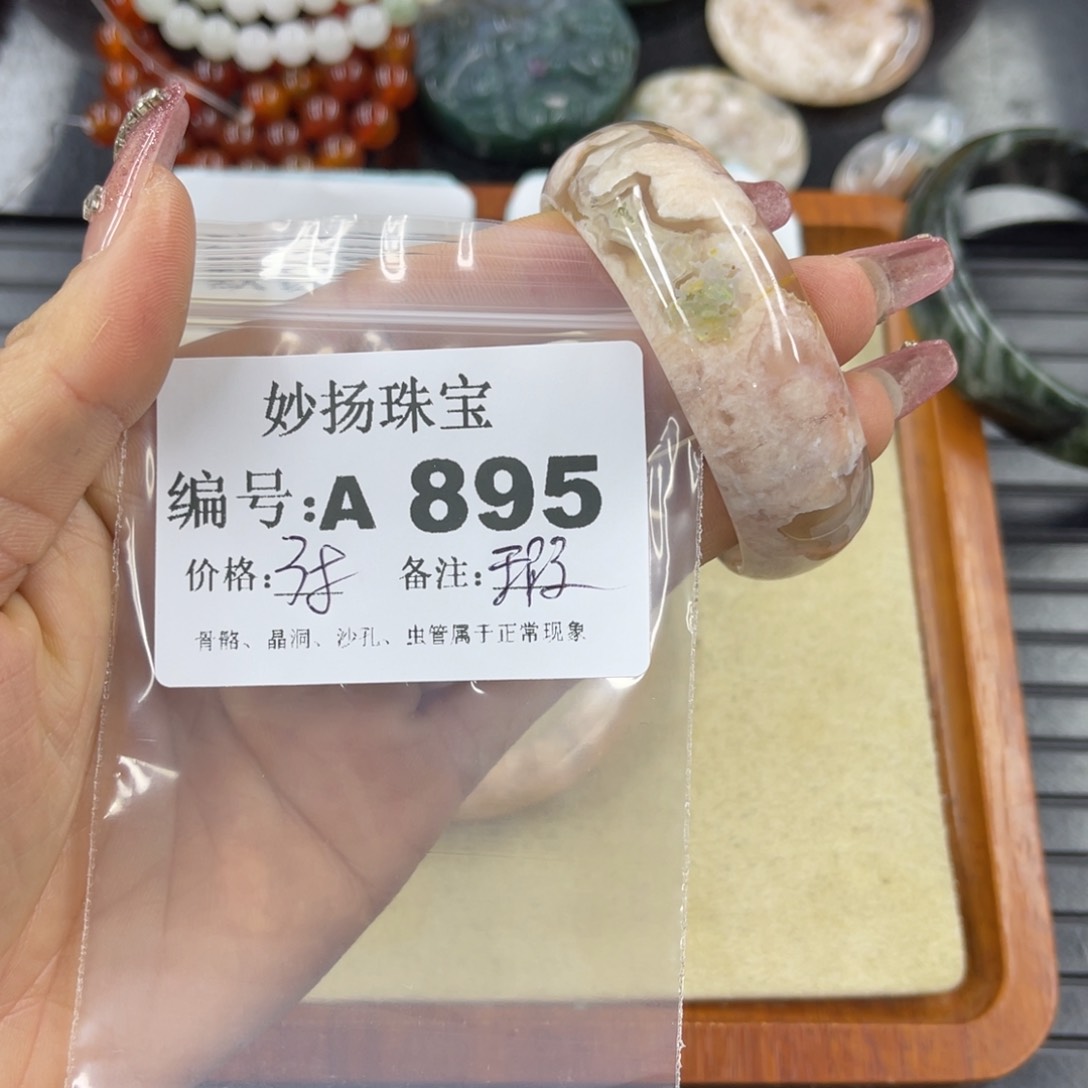 妙扬珠宝
编号:A 895
价格: 备注:
骨骼、晶洞、沙孔、虫管属于正常现象